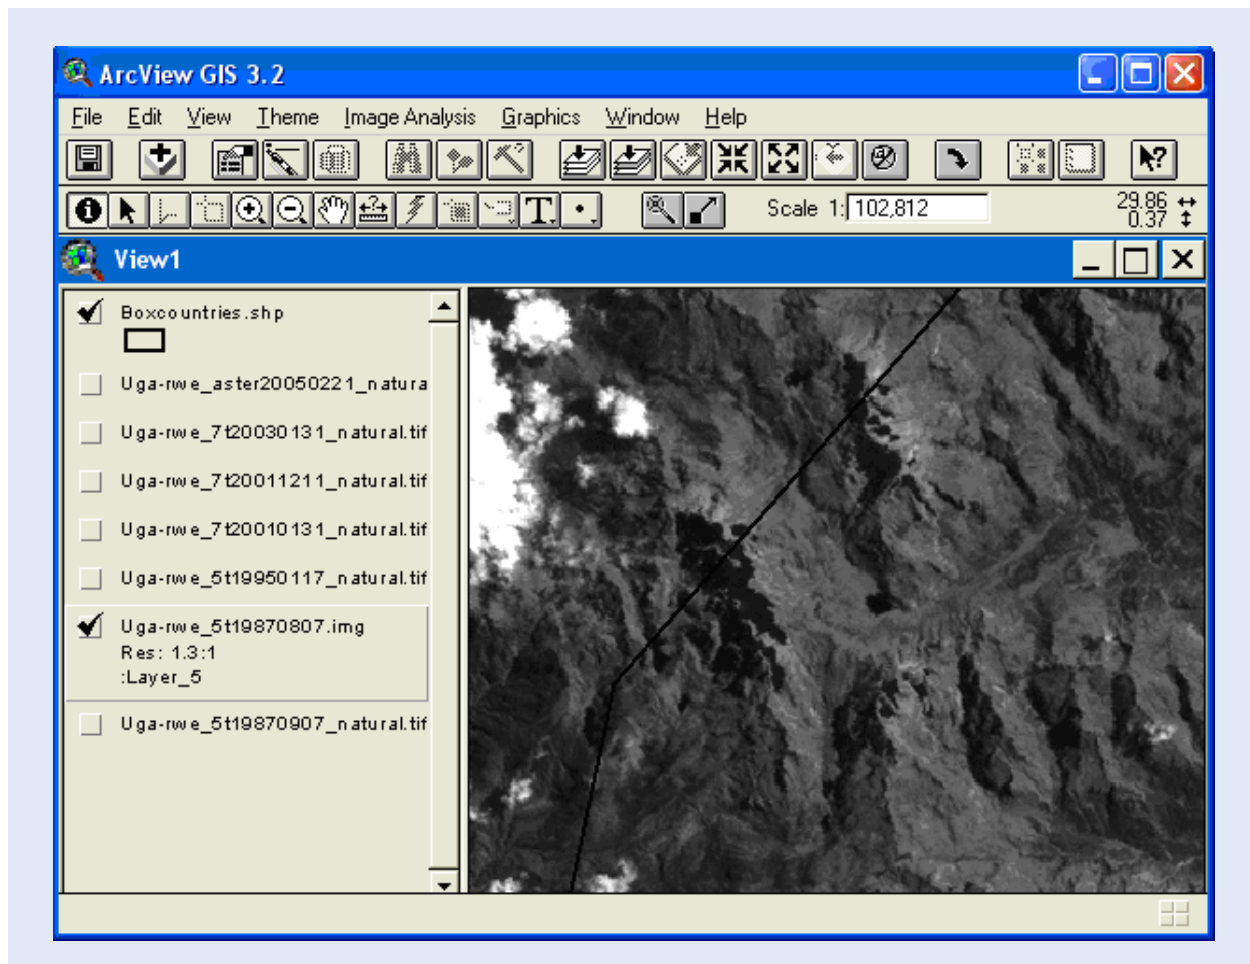 ArcView GIS 3.2
File Edit View Theme Image Analysis Graphics Window Help
T
?
Scale 1: 102,812
29.86
0.37
View1
Boxcountries.shp
Uga-rwe_aster20050221_natura
Uga-rwe_7t20030131_natural.tif
Uga-rwe_7t20011211_natural.tif
Uga-rwe_7t20010131_natural.tif
Uga-rwe_5t19950117_natural.tif
Uga-rwe_5t19870807.img
Res: 1.3:1
:Layer_5
Uga-rwe_5t19870907_natural.tif